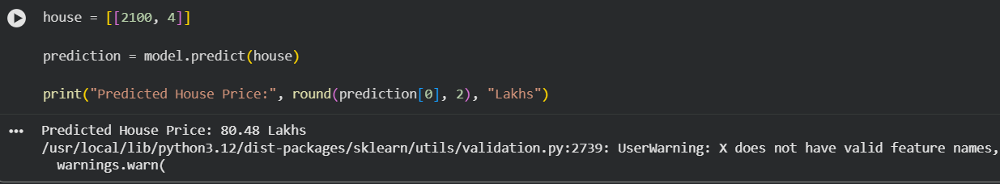 house = [[2100, 4]]
prediction = model.predict(house)
print("Predicted House Price:", round(prediction[0], 2), "Lakhs")
Predicted House Price: 80.48 Lakhs
/usr/local/lib/python3.12/dist-packages/sklearn/utils/validation.py:2739: UserWarning: X does not have valid feature names,
  warnings.warn(